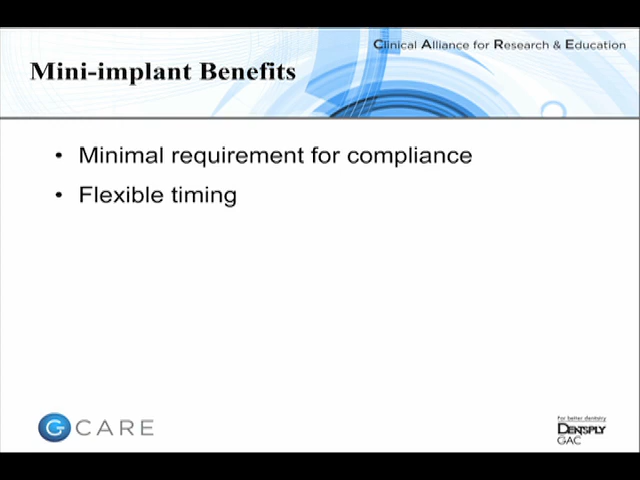 Clinical Alliance for Research & Education
Mini-implant Benefits
• Minimal requirement for compliance
• Flexible timing
G CARE
For better dentistry
DENTSPLY
GAC